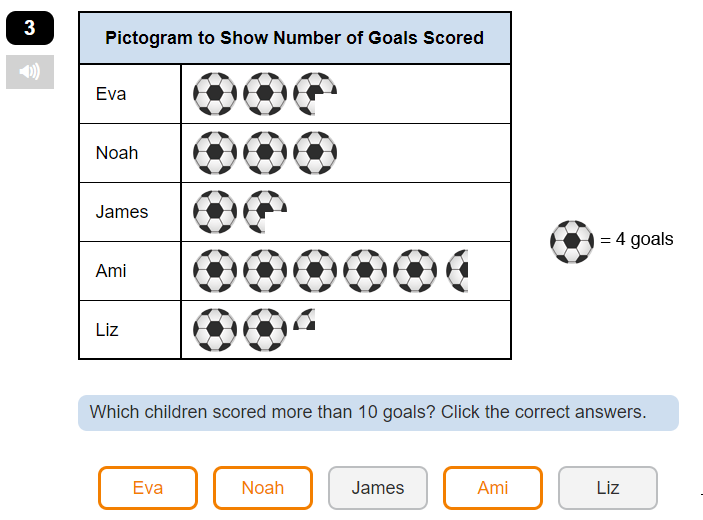 3
Pictogram to Show Number of Goals Scored
Eva
Noah
James
Ami
Liz
= 4 goals
Which children scored more than 10 goals? Click the correct answers.
Eva Noah James Ami Liz